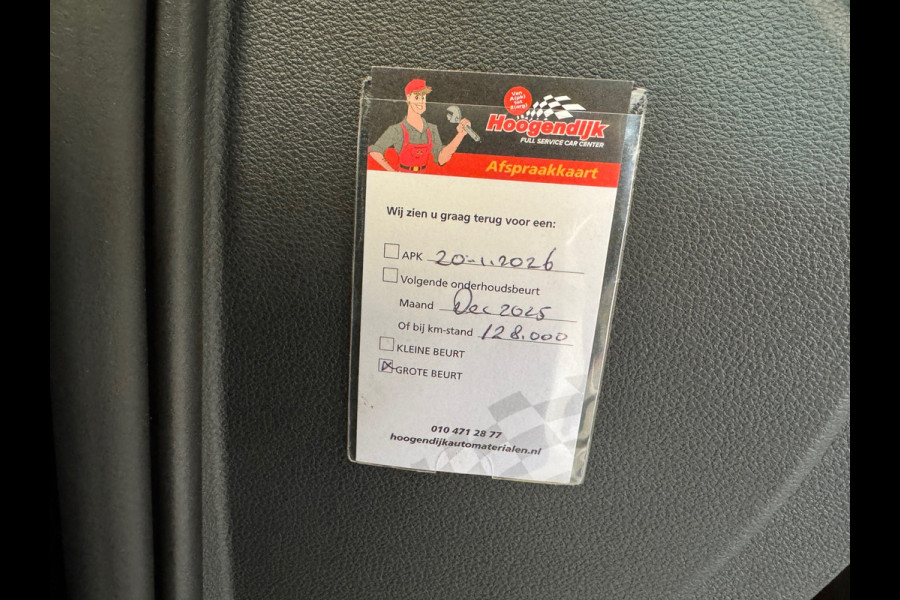 Van
APK!
tot
Hoogendijk
FULL SERVICE CAR CENTER
Afspraakkaart
Wij zien u graag terug voor een:
APK 20-1.2026
Volgende onderhoudsbeurt
Maand Dec 2025
Of bij km-stand 128.000
KLEINE BEURT
GROTE BEURT
010 471 28 77
hoogendijkautomaterialen.nl